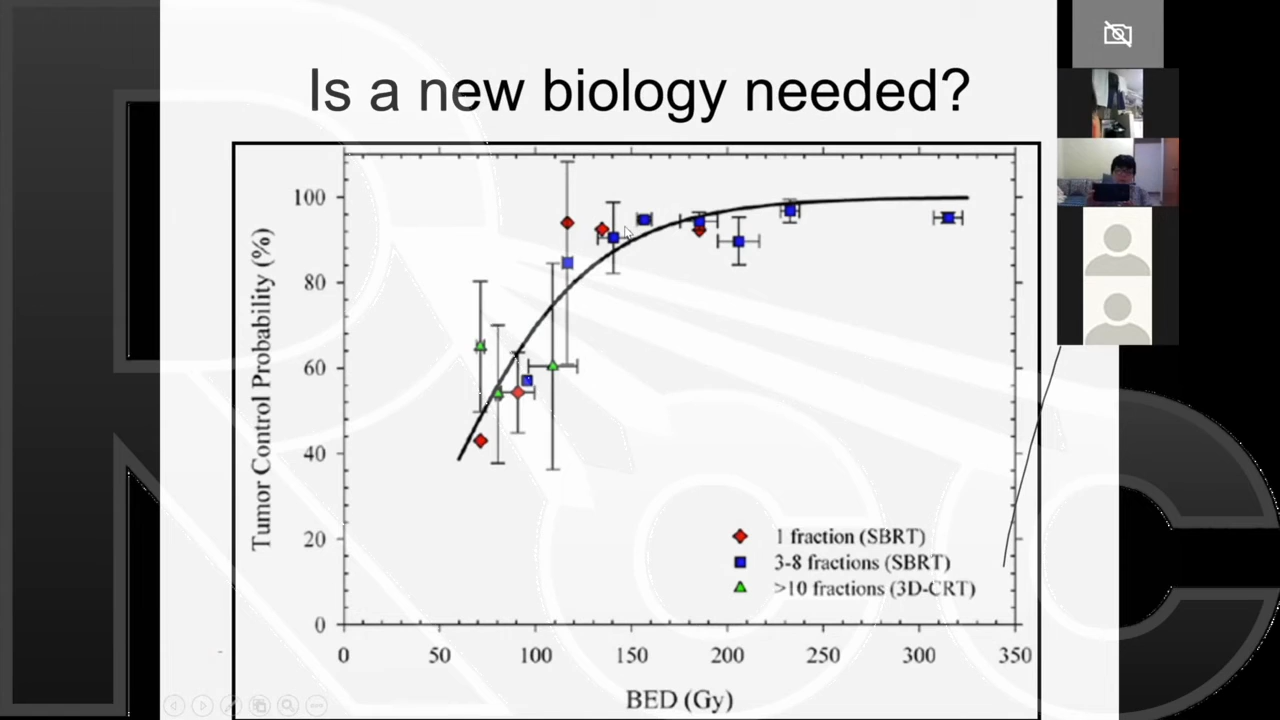 Is a new biology needed?
Tumor Control Probability (%)
100
80
60
40
20
0
1 fraction (SBRT)
3-8 fractions (SBRT)
>10 fractions (3D-CRT)
0 50 100 150 200 250 300 350
BED (Gy)